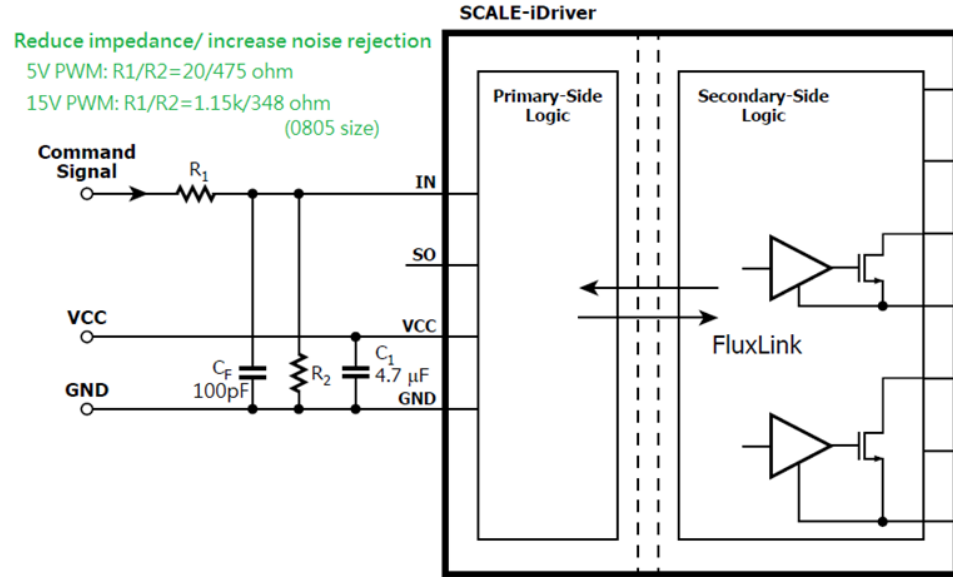 SCALE-iDriver
Reduce impedance/ increase noise rejection
5V PWM: R1/R2=20/475 ohm
15V PWM: R1/R2=1.15k/348 ohm
(0805 size)
Primary-Side
Logic
Secondary-Side
Logic
Command
Signal
R1
IN
SO
VCC
VCC
FluxLink
CF
100pF
R2
C1
4.7 μF
GND
GND